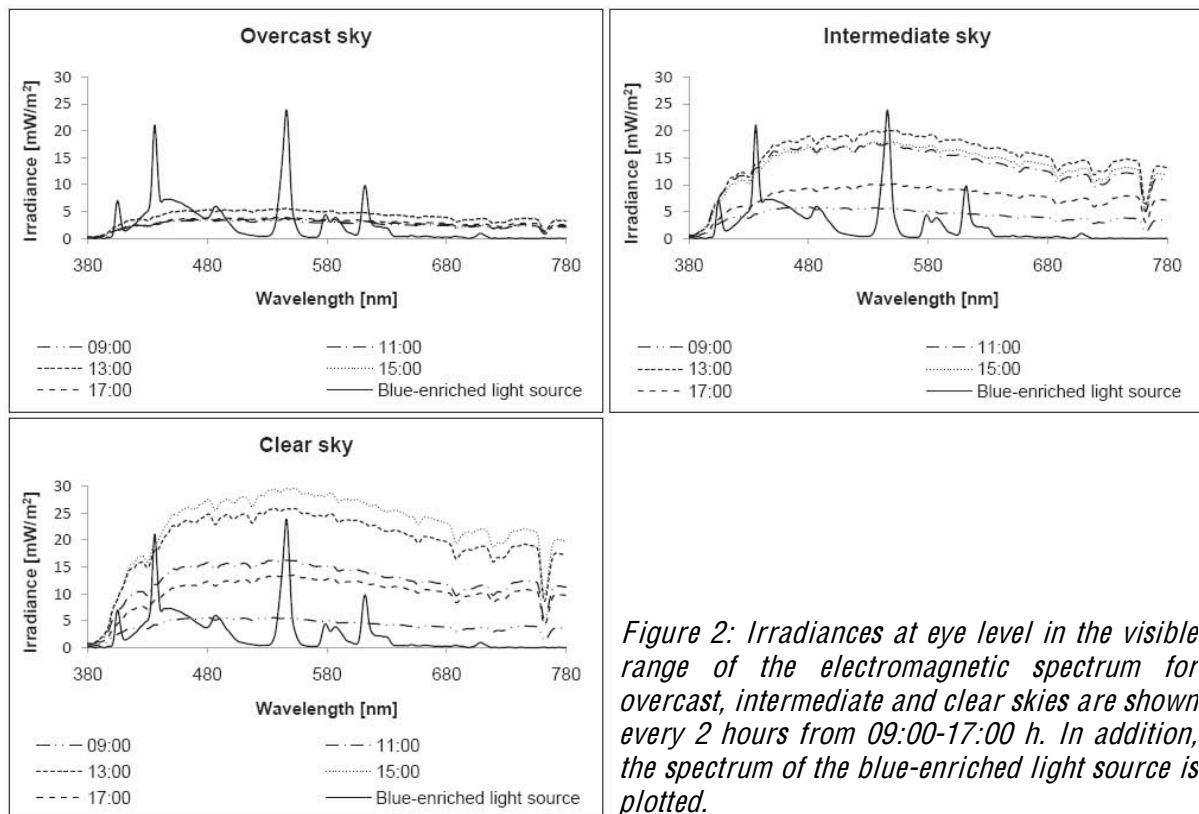 Overcast sky
Irradiance [mW/m²]
30
25
20
15
10
5
0
380 480 580 680 780
Wavelength [nm]
09:00 11:00
13:00 15:00
17:00 Blue-enriched light source
Intermediate sky
Irradiance [mW/m²]
30
25
20
15
10
5
0
380 480 580 680 780
Wavelength [nm]
09:00 11:00
13:00 15:00
17:00 Blue-enriched light source
Clear sky
Irradiance [mW/m²]
30
25
20
15
10
5
0
380 480 580 680 780
Wavelength [nm]
09:00 11:00
13:00 15:00
17:00 Blue-enriched light source
Figure 2: Irradiances at eye level in the visible
range of the electromagnetic spectrum for
overcast, intermediate and clear skies are shown
every 2 hours from 09:00-17:00 h. In addition,
the spectrum of the blue-enriched light source is
plotted.